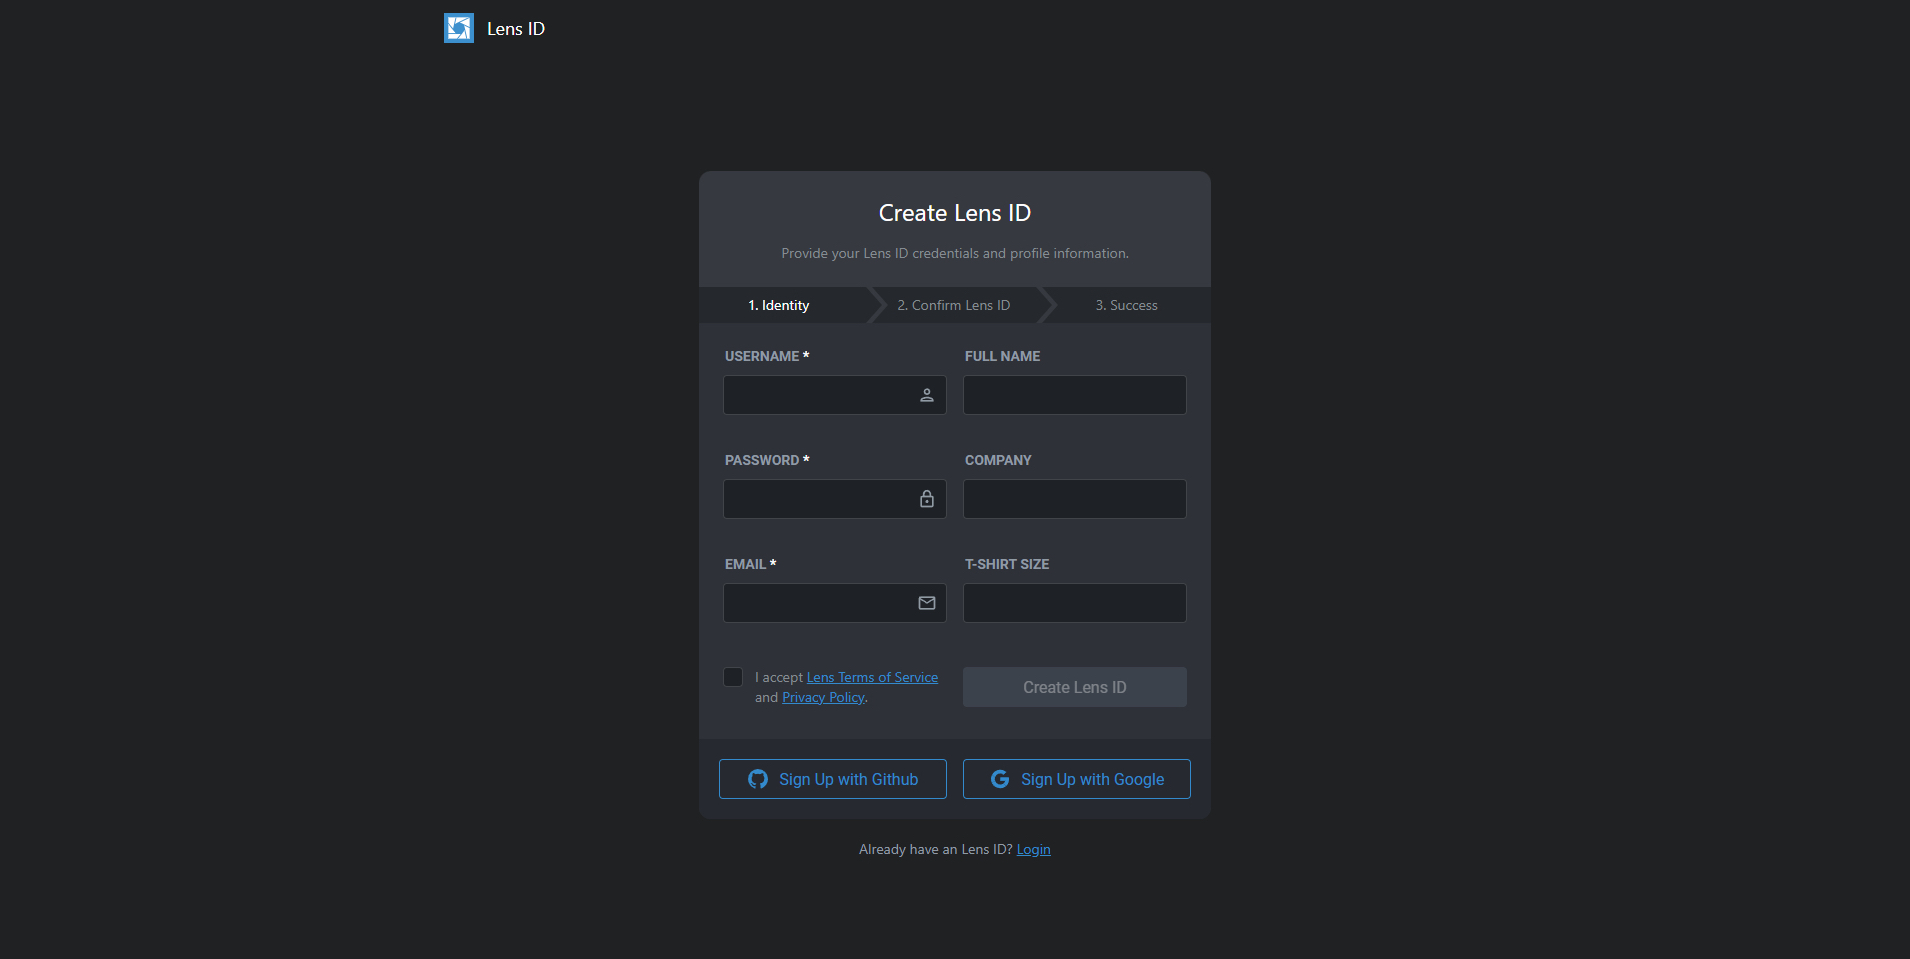 Lens ID
Create Lens ID
Provide your Lens ID credentials and profile information.
1. Identity
2. Confirm Lens ID
3. Success
USERNAME *
FULL NAME
PASSWORD *
COMPANY
EMAIL *
T-SHIRT SIZE
I accept Lens Terms of Service
and Privacy Policy.
Create Lens ID
Sign Up with Github
Sign Up with Google
Already have an Lens ID? Login